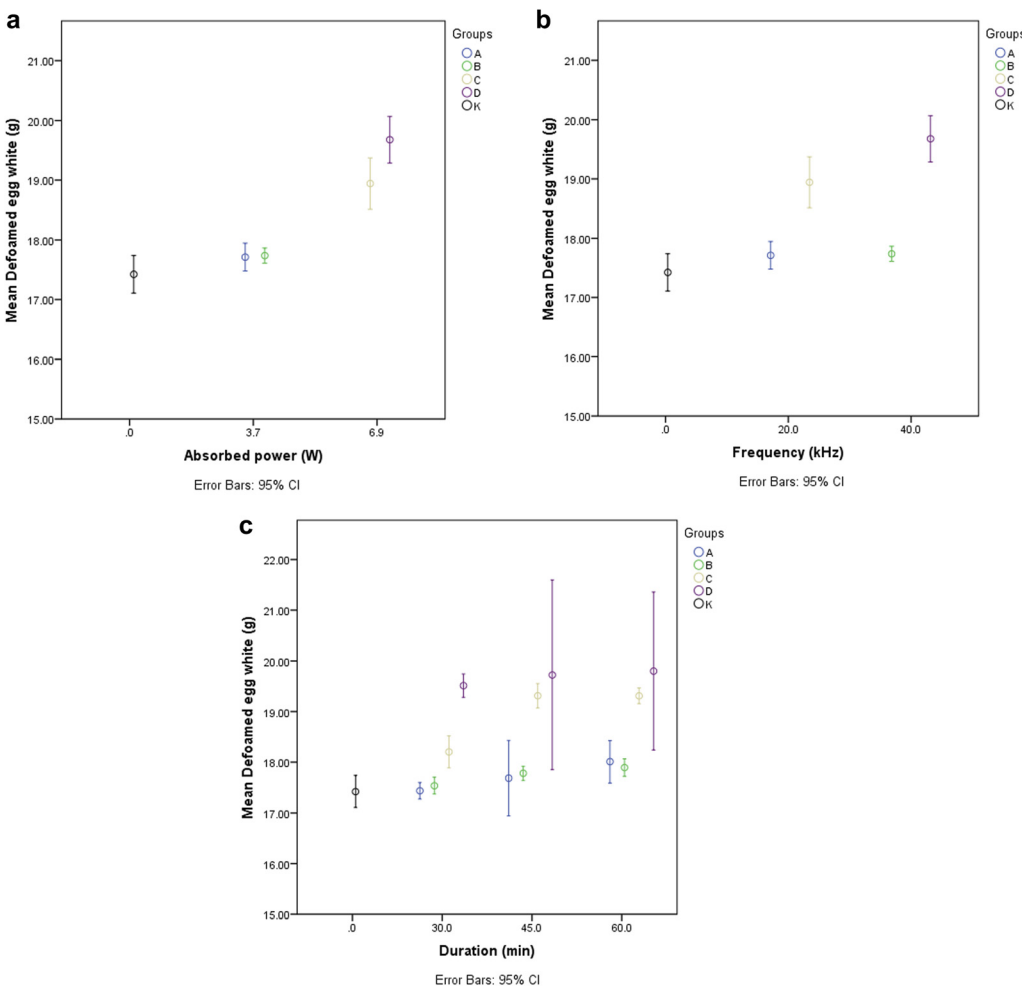 a
Mean Defoamed egg white (g)
21.00
20.00
19.00
18.00
17.00
16.00
15.00
.0
3.7
6.9
Absorbed power (W)
Error Bars: 95% CI
Groups
A
B
C
D
K
b
Mean Defoamed egg white (g)
21.00
20.00
19.00
18.00
17.00
16.00
15.00
.0
20.0
40.0
Frequency (kHz)
Error Bars: 95% CI
Groups
A
B
C
D
K
c
Mean Defoamed egg white (g)
22.00
21.00
20.00
19.00
18.00
17.00
16.00
15.00
.0
30.0
45.0
60.0
Duration (min)
Error Bars: 95% CI
Groups
A
B
C
D
K